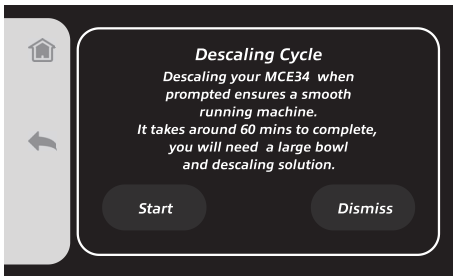 Descaling Cycle
Descaling your MCE34 when
prompted ensures a smooth
running machine.
It takes around 60 mins to complete,
you will need a large bowl
and descaling solution.
Start
Dismiss